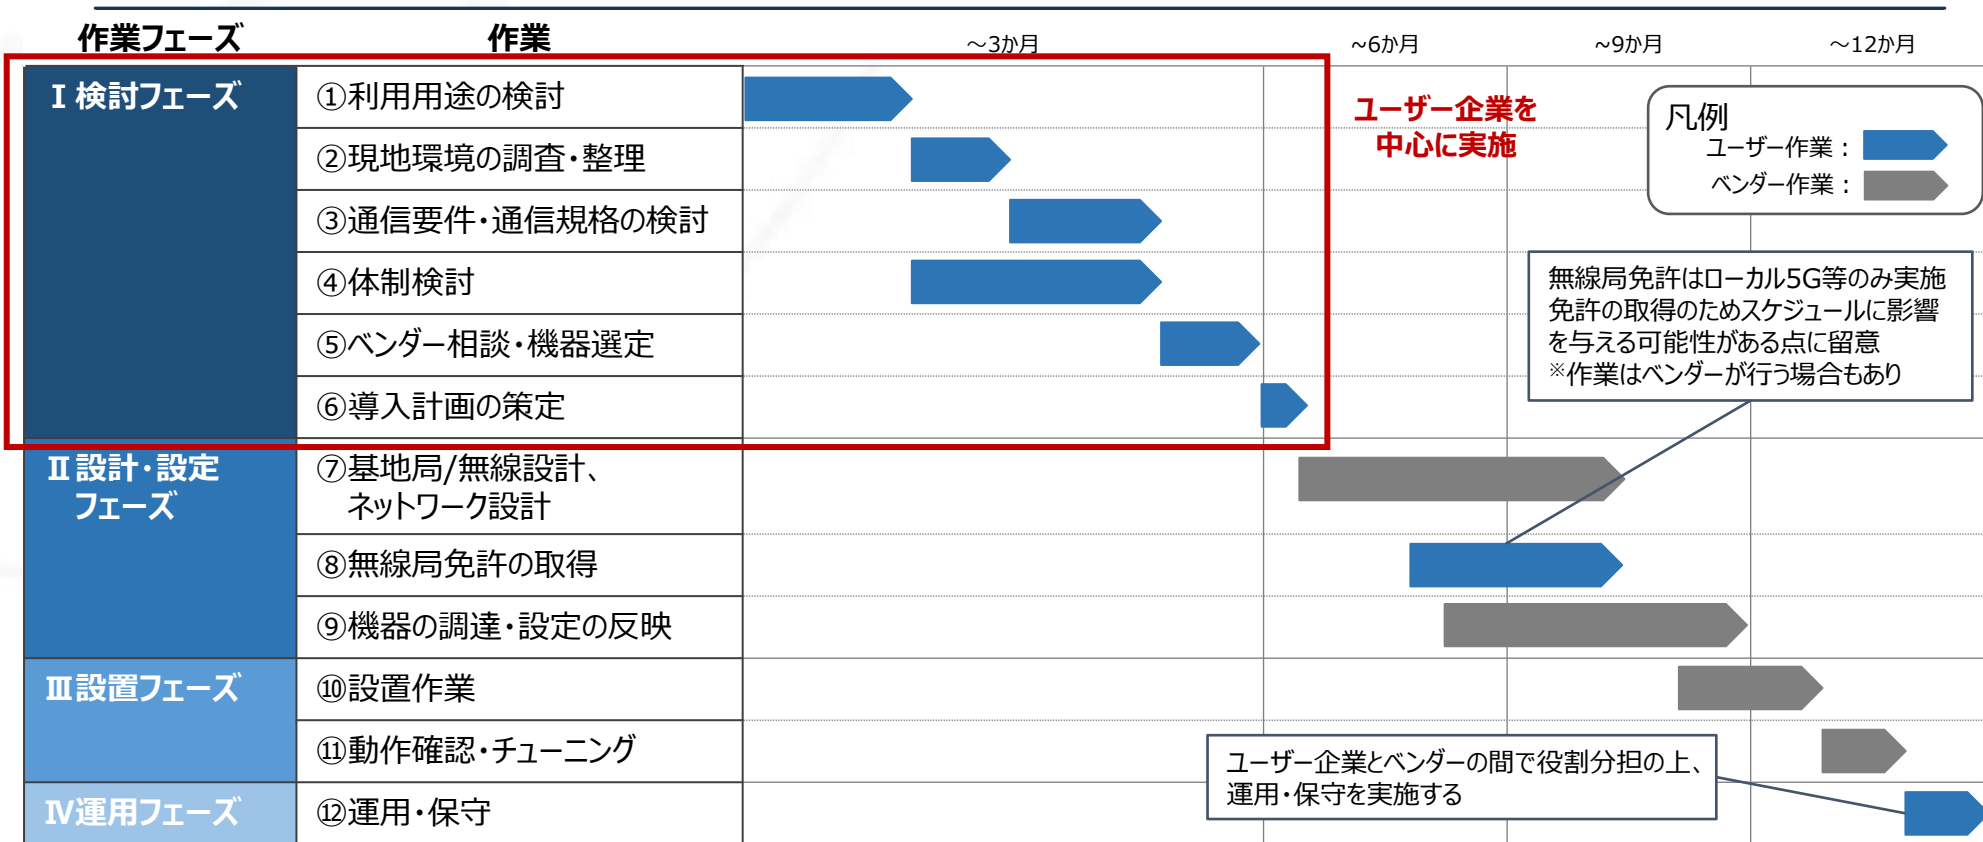 作業フェーズ 作業 ～3か月 ~6か月 ~9か月 ～12か月
Ⅰ検討フェーズ
①利用用途の検討
②現地環境の調査・整理
③通信要件・通信規格の検討
④体制検討
⑤ベンダー相談・機器選定
⑥導入計画の策定
ユーザー企業を
中心に実施
凡例
ユーザー作業：
ベンダー作業：
無線局免許はローカル5G等のみ実施
免許の取得のためスケジュールに影響
を与える可能性がある点に留意
※作業はベンダーが行う場合もあり
Ⅱ設計・設定
フェーズ
⑦基地局/無線設計、
ネットワーク設計
⑧無線局免許の取得
⑨機器の調達・設定の反映
Ⅲ設置フェーズ
⑩設置作業
⑪動作確認・チューニング
ユーザー企業とベンダーの間で役割分担の上、
運用・保守を実施する
Ⅳ運用フェーズ
⑫運用・保守